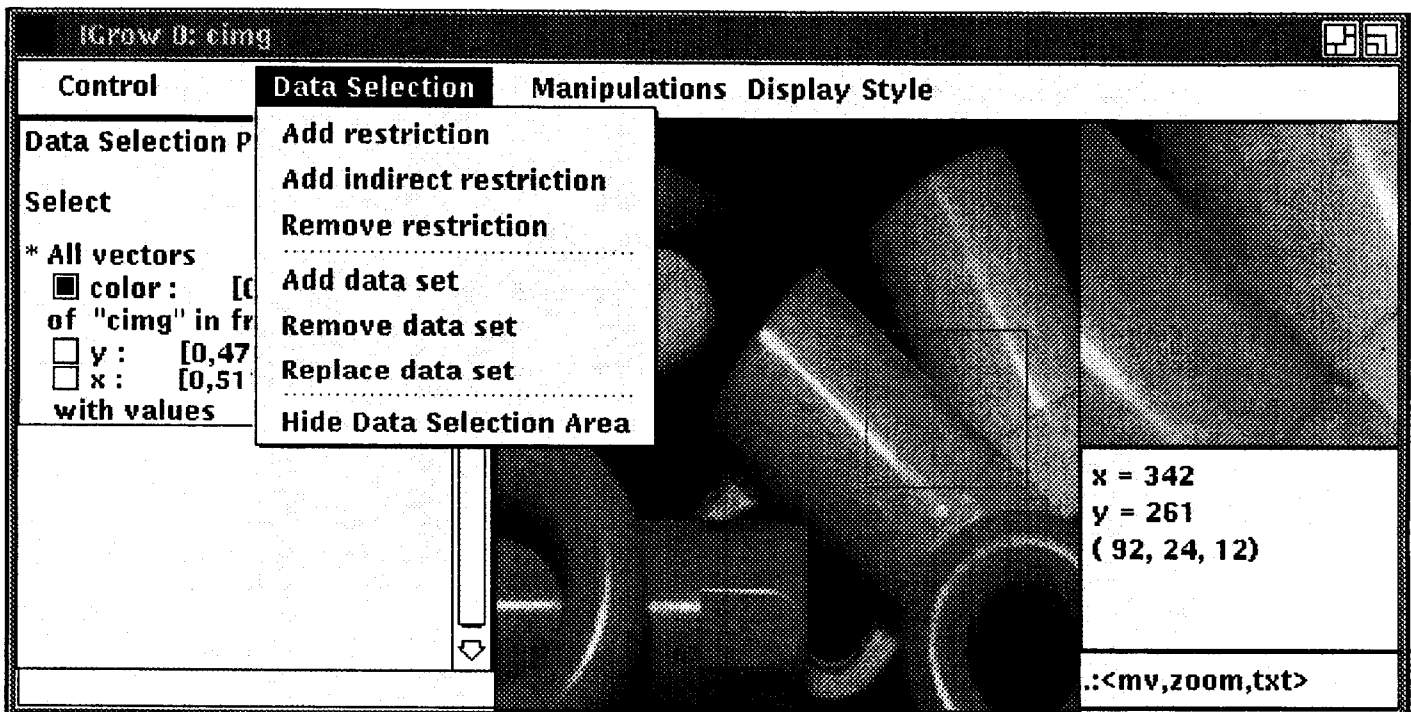 IGrow 0: cimg
Control Data Selection Manipulations Display Style
Data Selection P
Select
* All vectors
color : [0
of "cimg" in fr
y : [0,47
x : [0,51
with values
Add restriction
Add indirect restriction
Remove restriction
Add data set
Remove data set
Replace data set
Hide Data Selection Area
x = 342
y = 261
( 92, 24, 12)
.:<mv,zoom,txt>